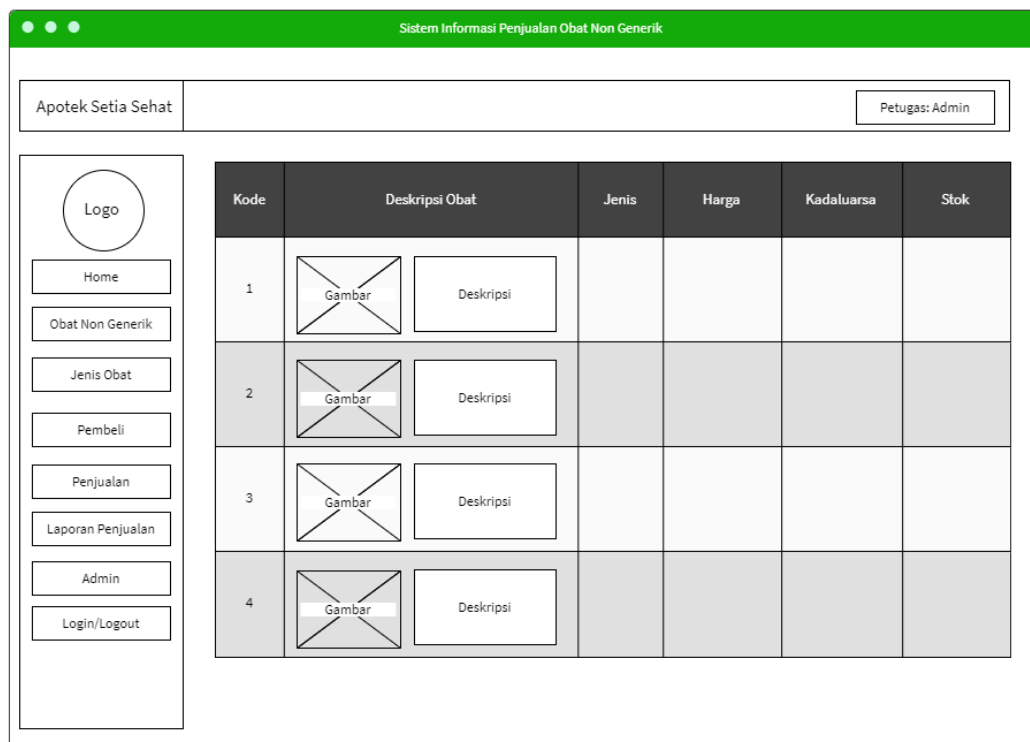 Sistem Informasi Penjualan Obat Non Generik
Apotek Setia Sehat
Petugas: Admin
Logo
Home
Obat Non Generik
Jenis Obat
Pembeli
Penjualan
Laporan Penjualan
Admin
Login/Logout
Kode Deskripsi Obat Jenis Harga Kadaluarsa Stok
1 Gambar Deskripsi
2 Gambar Deskripsi
3 Gambar Deskripsi
4 Gambar Deskripsi